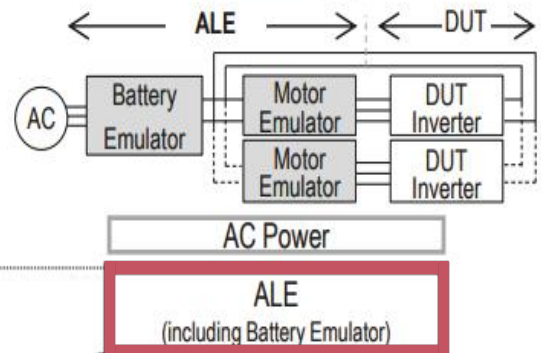 ALE
DUT
AC
Battery
Emulator
Motor
Emulator
DUT
Inverter
Motor
Emulator
DUT
Inverter
AC Power
ALE
(including Battery Emulator)